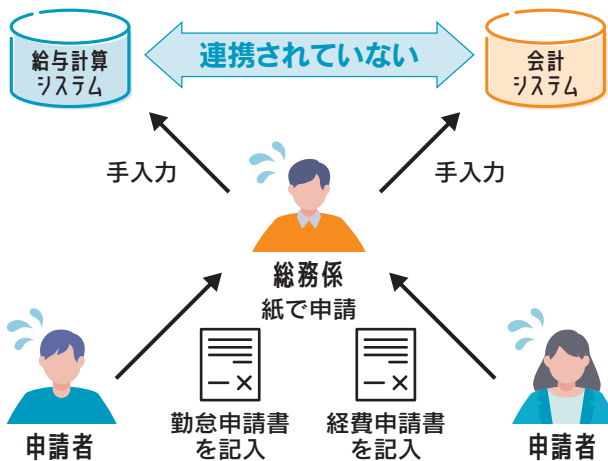 給与計算
システム
連携されていない
会計
システム
手入力
手入力
総務係
紙で申請
勤怠申請書
を記入
経費申請書
を記入
申請者
申請者